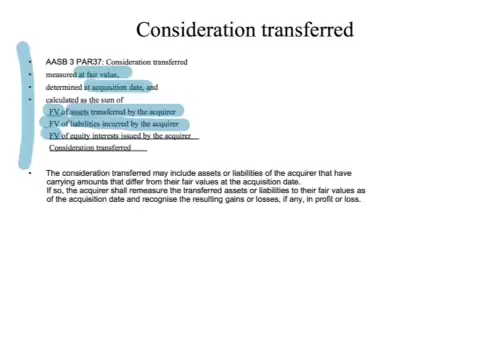 Consideration transferred
• AASB 3 PAR37: Consideration transferred
• measured at fair value,
• determined at acquisition date, and
• calculated as the sum of
FV of assets transferred by the acquirer
FV of liabilities incurred by the acquirer
FV of equity interests issued by the acquirer
Consideration transferred
• The consideration transferred may include assets or liabilities of the acquirer that have
carrying amounts that differ from their fair values at the acquisition date.
If so, the acquirer shall remeasure the transferred assets or liabilities to their fair values as
of the acquisition date and recognise the resulting gains or losses, if any, in profit or loss.